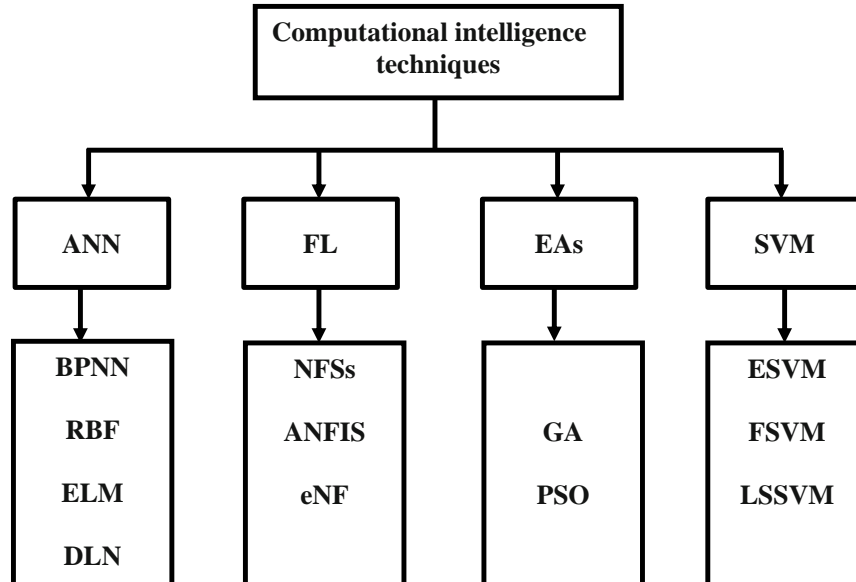 Computational intelligence
techniques
ANN
FL
EAs
SVM
BPNN
RBF
ELM
DLN
NFSs
ANFIS
eNF
GA
PSO
ESVM
FSVM
LSSVM